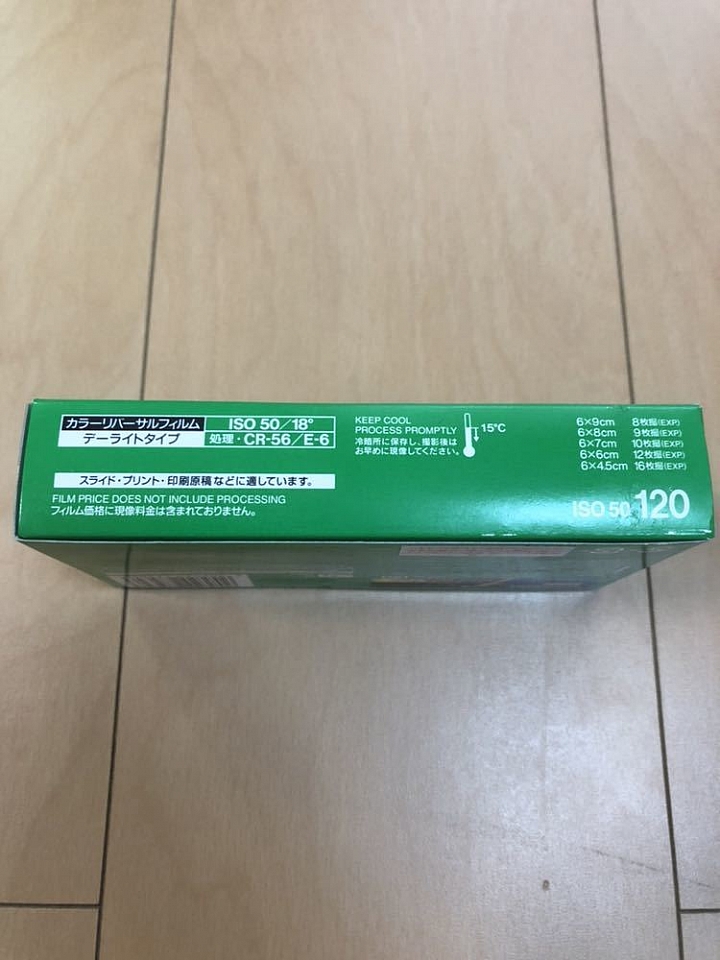 カラーリバーサルフィルム ISO 50/18°
デーライトタイプ 処理・CR-56/E-6
スライド・プリント・印刷原稿などに適しています。
FILM PRICE DOES NOT INCLUDE PROCESSING
フィルム価格に現像料金は含まれておりません。
KEEP COOL
PROCESS PROMPTLY
冷暗所に保存し、撮影後は
お早めに現像してください。
15℃
6×9cm 8枚撮(EXP)
6×8cm 9枚撮(EXP)
6×7cm 10枚撮(EXP)
6×6cm 12枚撮(EXP)
6×4.5cm 16枚撮(EXP)
ISO 50 120